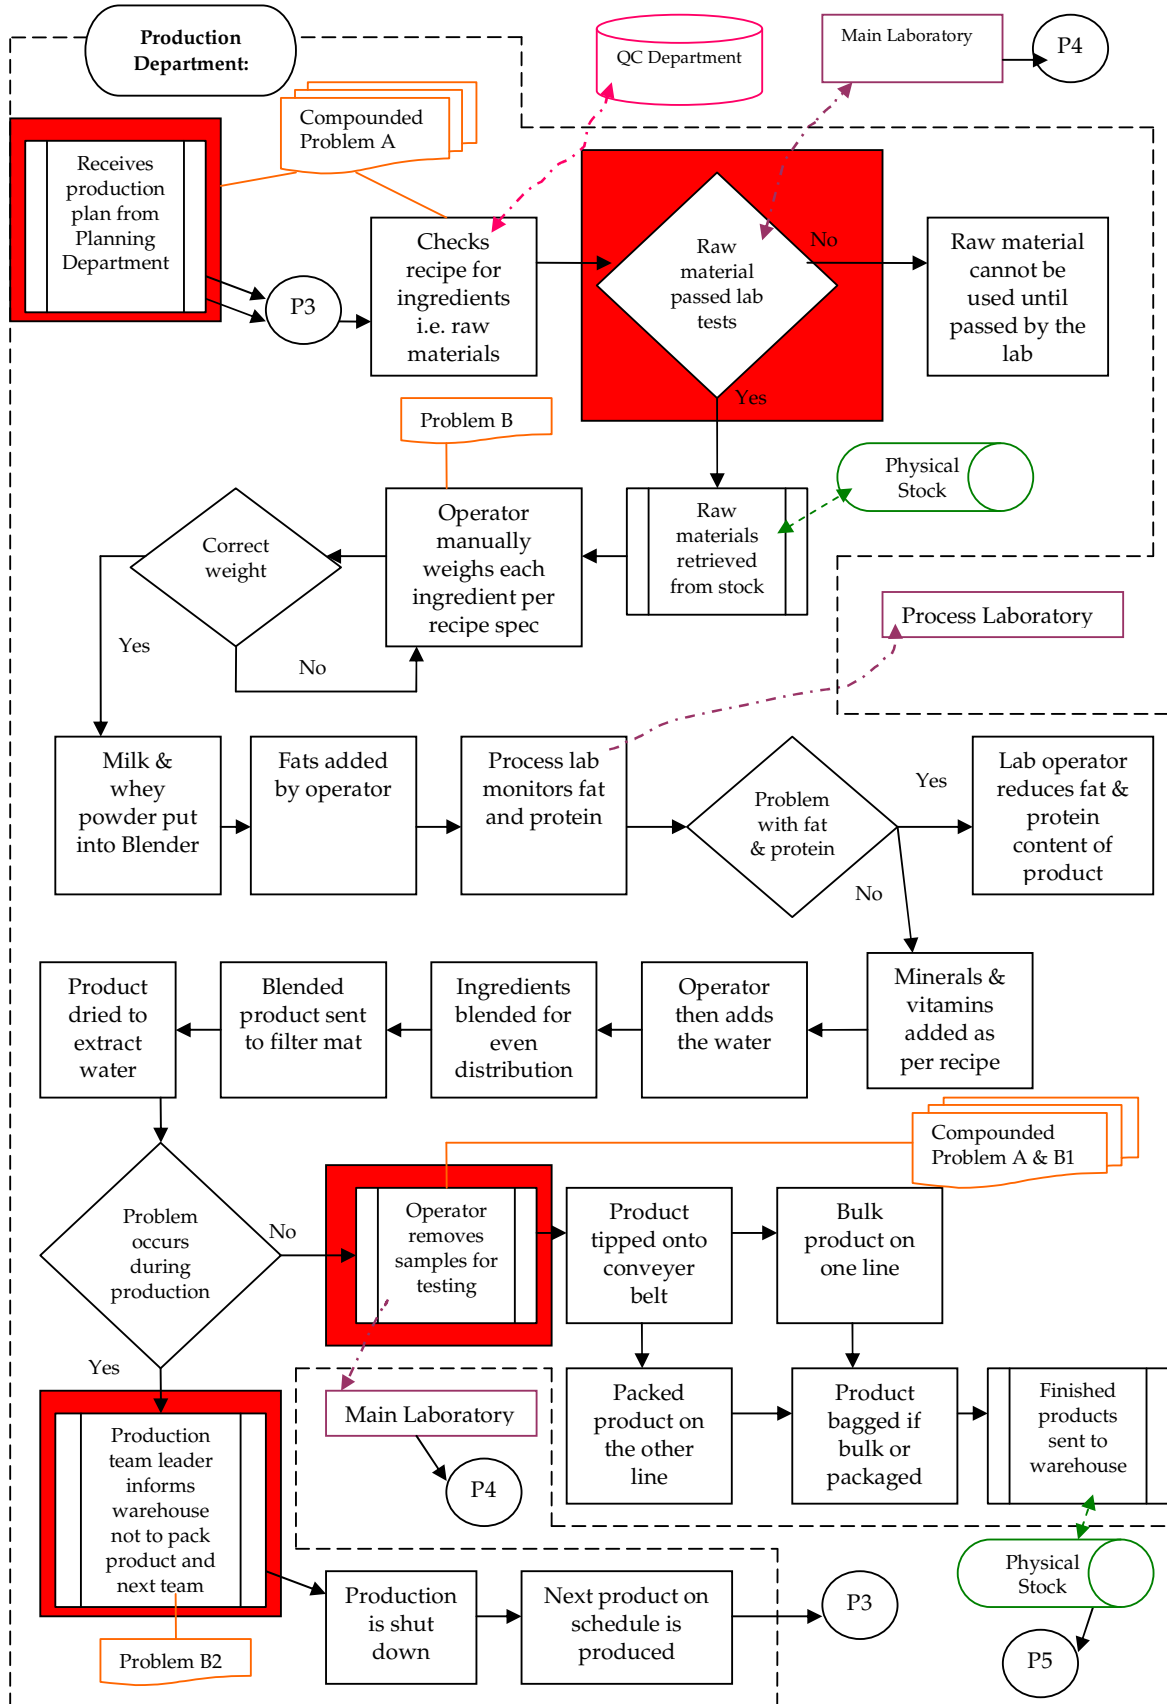 Production
Department:
QC Department
Main Laboratory
P4
Compounded
Problem A
Receives
production
plan from
Planning
Department
P3
Checks
recipe for
ingredients
i.e. raw
materials
Raw
material
passed lab
tests
No
Yes
Raw material
cannot be
used until
passed by the
lab
Problem B
Physical
Stock
Correct
weight
Operator
manually
weighs each
ingredient per
recipe spec
Raw
materials
retrieved
from stock
Process Laboratory
Yes
No
Milk &
whey
powder put
into Blender
Fats added
by operator
Process lab
monitors fat
and protein
Problem
with fat
& protein
Yes
No
Lab operator
reduces fat &
protein
content of
product
Product
dried to
extract
water
Blended
product sent
to filter mat
Ingredients
blended for
even
distribution
Operator
then adds
the water
Minerals &
vitamins
added as
per recipe
Compounded
Problem A & B1
Problem
occurs
during
production
No
Yes
Operator
removes
samples for
testing
Product
tipped onto
conveyer
belt
Bulk
product on
one line
Main Laboratory
P4
Packed
product on
the other
line
Product
bagged if
bulk or
packaged
Finished
products
sent to
warehouse
Production
team leader
informs
warehouse
not to pack
product and
next team
Problem B2
Production
is shut
down
Next product on
schedule is
produced
P3
Physical
Stock
P5